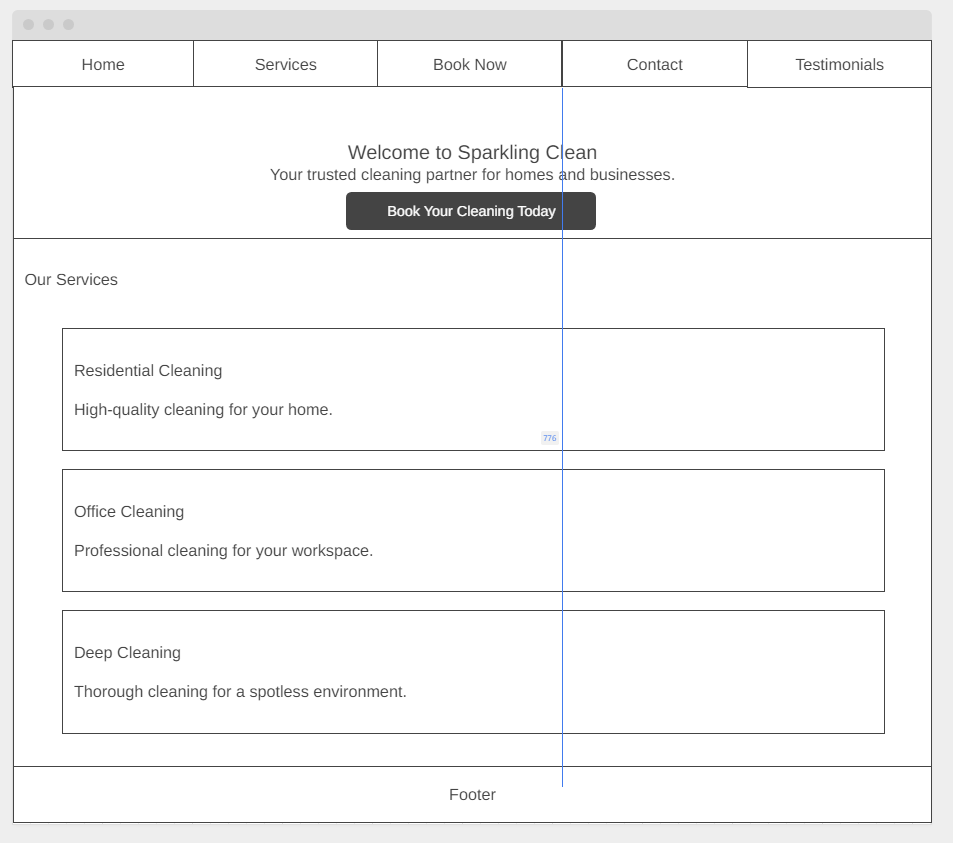 Home Services Book Now Contact Testimonials
Welcome to Sparkling Clean
Your trusted cleaning partner for homes and businesses.
Book Your Cleaning Today
Our Services
Residential Cleaning
High-quality cleaning for your home.
776
Office Cleaning
Professional cleaning for your workspace.
Deep Cleaning
Thorough cleaning for a spotless environment.
Footer